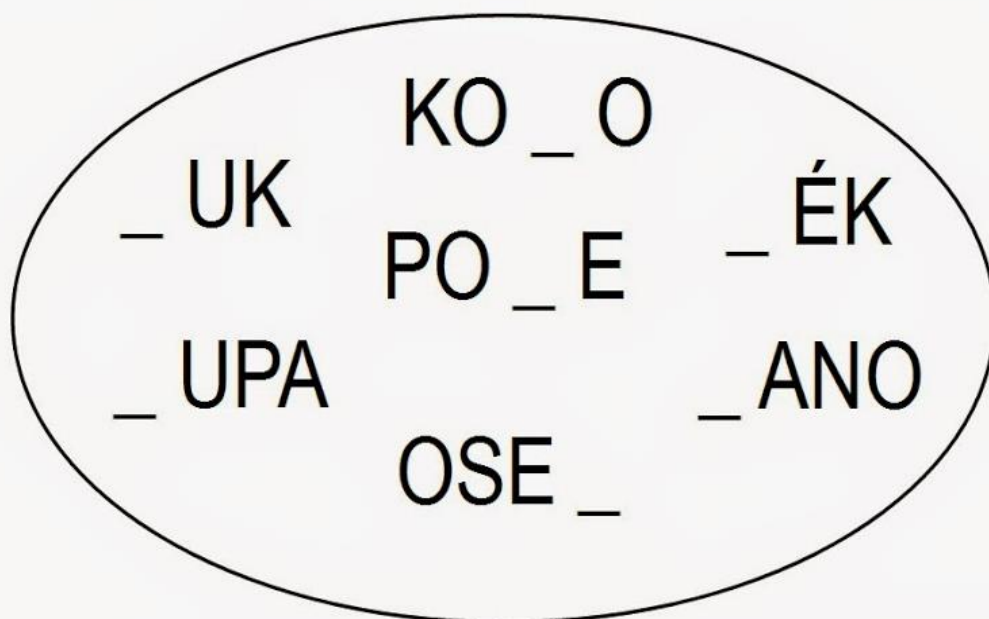 KO _ O
_ UK
_ ÉK
PO _ E
_ UPA
_ ANO
OSE _